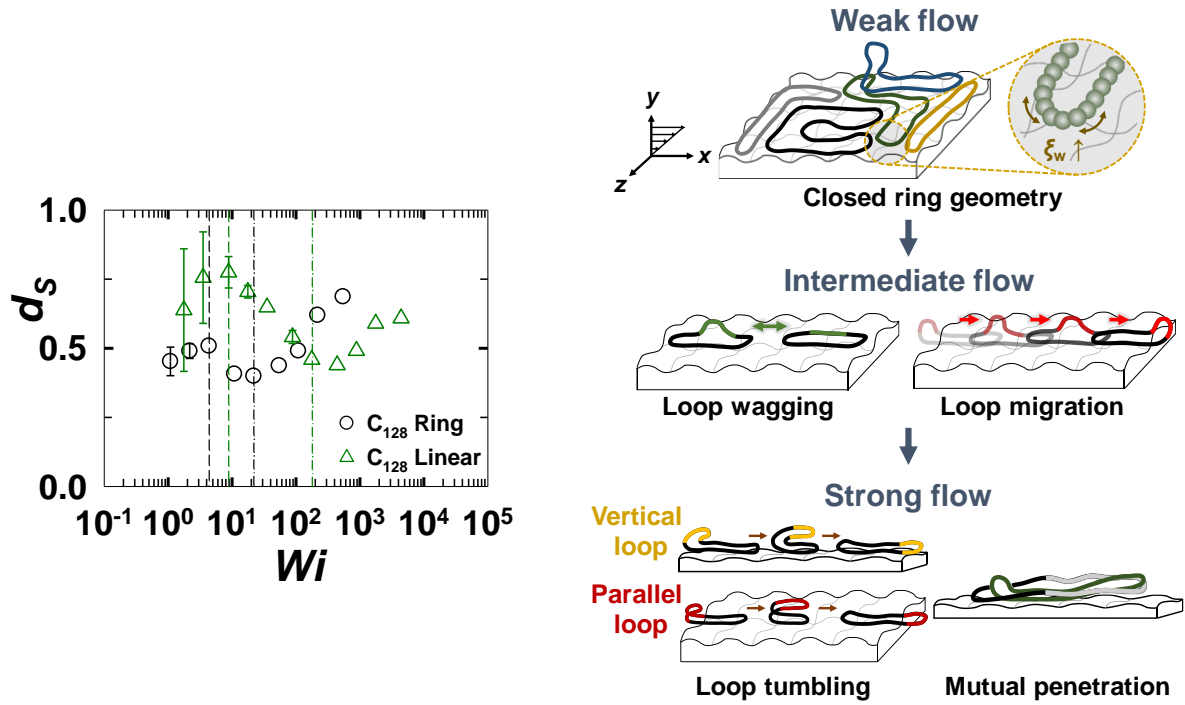 1.0
0.5
0.0
d_S
10^-1 10^0 10^1 10^2 10^3 10^4 10^5
Wi
C_128 Ring
C_128 Linear
Weak flow
y
x
z
ξ_w ↑
Closed ring geometry
Intermediate flow
Loop wagging
Loop migration
Strong flow
Vertical
loop
Parallel
loop
Loop tumbling
Mutual penetration